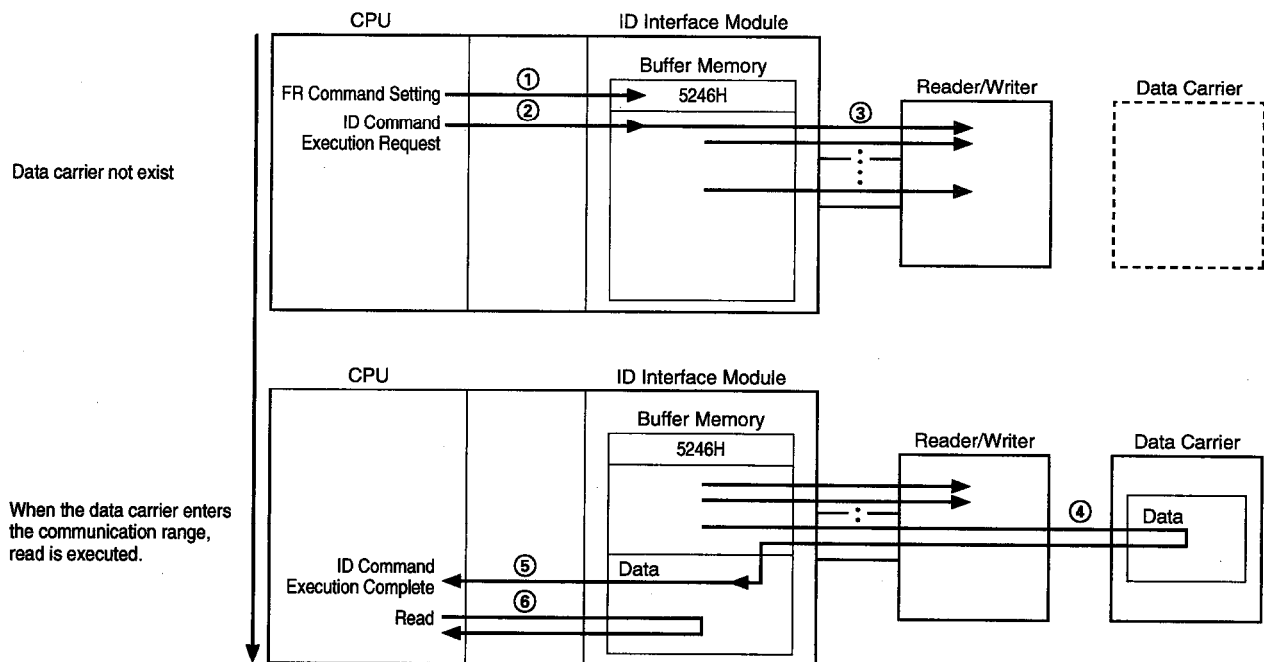 CPU
ID Interface Module
Buffer Memory
5246H
FR Command Setting
①
ID Command
Execution Request
②
③
Reader/Writer
Data Carrier
Data carrier not exist
CPU
ID Interface Module
Buffer Memory
5246H
Reader/Writer
Data Carrier
When the data carrier enters
the communication range,
read is executed.
④
Data
ID Command
Execution Complete
⑤
Data
Read
⑥